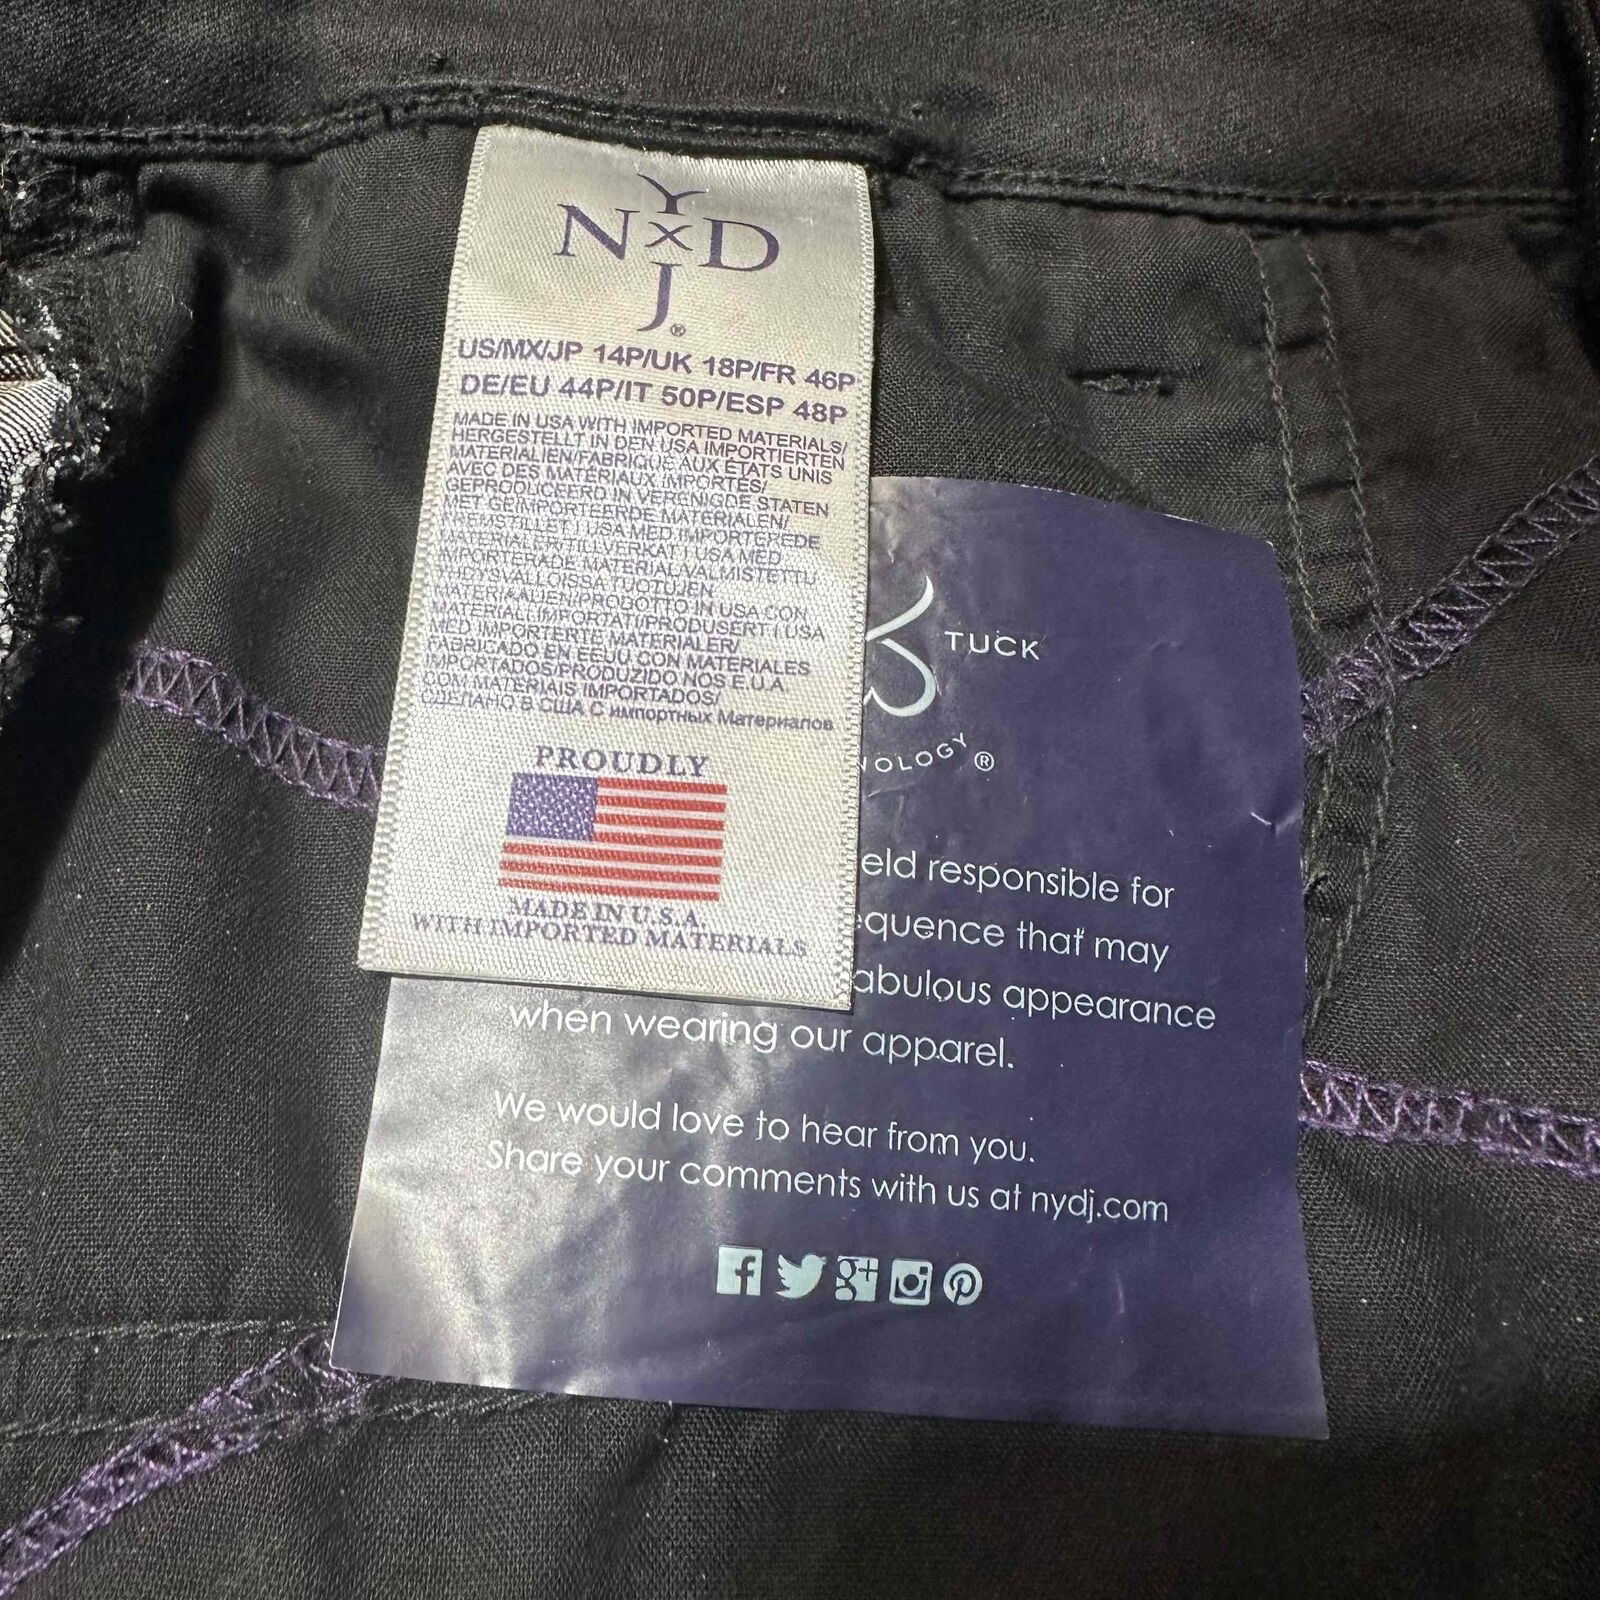 NYDJ®
US/MX/JP 14P/UK 18P/FR 46P
DE/EU 44P/IT 50P/ESP 48P
MADE IN USA WITH IMPORTED MATERIALS/
HERGESTELLT IN DEN USA IMPORTIERTEN
MATERIALIEN/FABRIQUÉ AUX ÉTATS UNIS
AVEC DES MATÉRIAUX IMPORTÉS/
GEPRODUCEERD IN VERENIGDE STATEN
MET GEÏMPORTEERDE MATERIALEN/
FREMSTILLET I USA MED IMPORTEREDE
MATERIALER/TILLVERKAT I USA MED
IMPORTERADE MATERIAL/VALMISTETTU
YHDYSVALLOISSA TUOTUJEN
MATERIAALIEN/PRODOTTO IN USA CON
MATERIALI IMPORTATI/PRODUSERT I USA
MED IMPORTERTE MATERIALER/
FABRICADO EN EEUU CON MATERIALES
IMPORTADOS/PRODUZIDO NOS E.U.A.
COM MATERIAIS IMPORTADOS/
СДЕЛАНО В США С импортных Материалов
PROUDLY
MADE IN U.S.A.
WITH IMPORTED MATERIALS
TUCK
NOLOGY®
eld responsible for
equence that may
abulous appearance
when wearing our apparel.
We would love to hear from you.
Share your comments with us at nydj.com